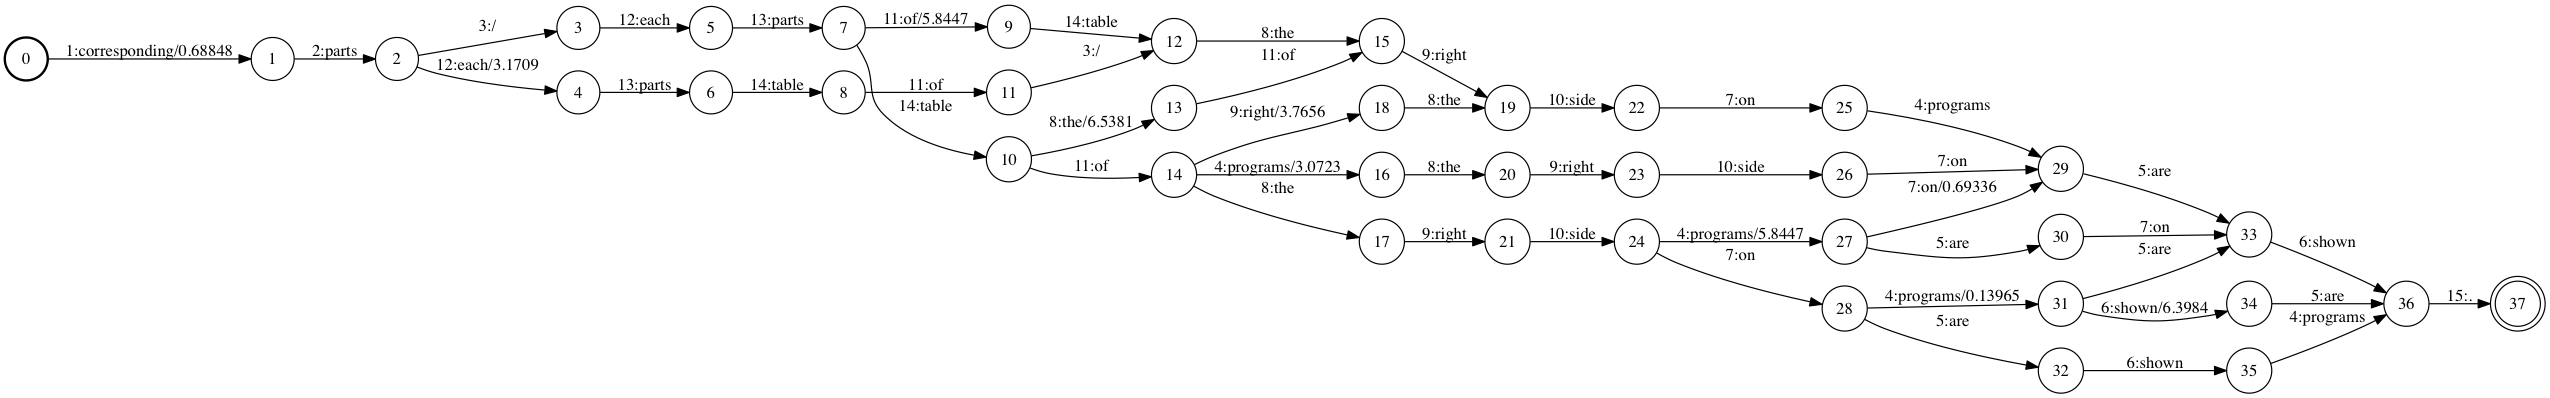 0
1:corresponding/0.68848
1
2:parts
2
3:/
12:each/3.1709
3
12:each
5
13:parts
7
11:of/5.8447
9
14:table
12
8:the
15
9:right
4
13:parts
6
14:table
8
11:of
14:table
11
3:/
10
8:the/6.5381
13
11:of
11:of
14
9:right/3.7656
18
8:the
19
10:side
22
7:on
25
4:programs
4:programs/3.0723
16
8:the
20
9:right
23
10:side
26
7:on
29
5:are
8:the
17
9:right
21
10:side
24
4:programs/5.8447
27
7:on/0.69336
5:are
30
7:on
33
6:shown
7:on
28
4:programs/0.13965
31
5:are
6:shown/6.3984
34
5:are
36
15:.
37
5:are
32
6:shown
35
4:programs